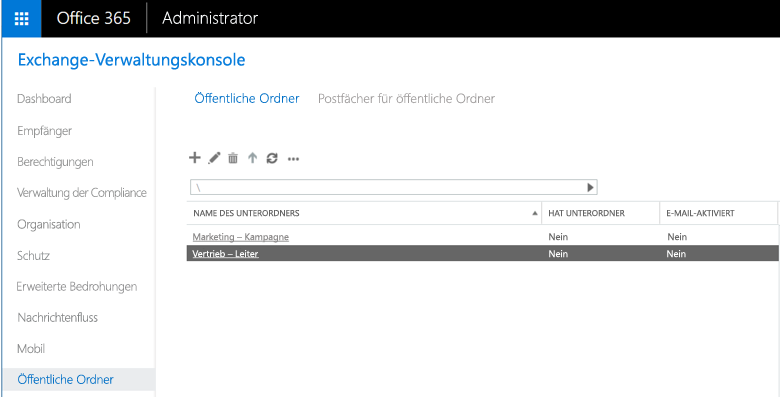 Office 365 Administrator
Exchange-Verwaltungskonsole
Dashboard
Empfänger
Berechtigungen
Verwaltung der Compliance
Organisation
Schutz
Erweiterte Bedrohungen
Nachrichtenfluss
Mobil
Öffentliche Ordner
Öffentliche Ordner Postfächer für öffentliche Ordner
\
NAME DES UNTERORDNERS HAT UNTERORDNER E-MAIL-AKTIVIERT
Marketing – Kampagne Nein Nein
Vertrieb – Leiter Nein Nein